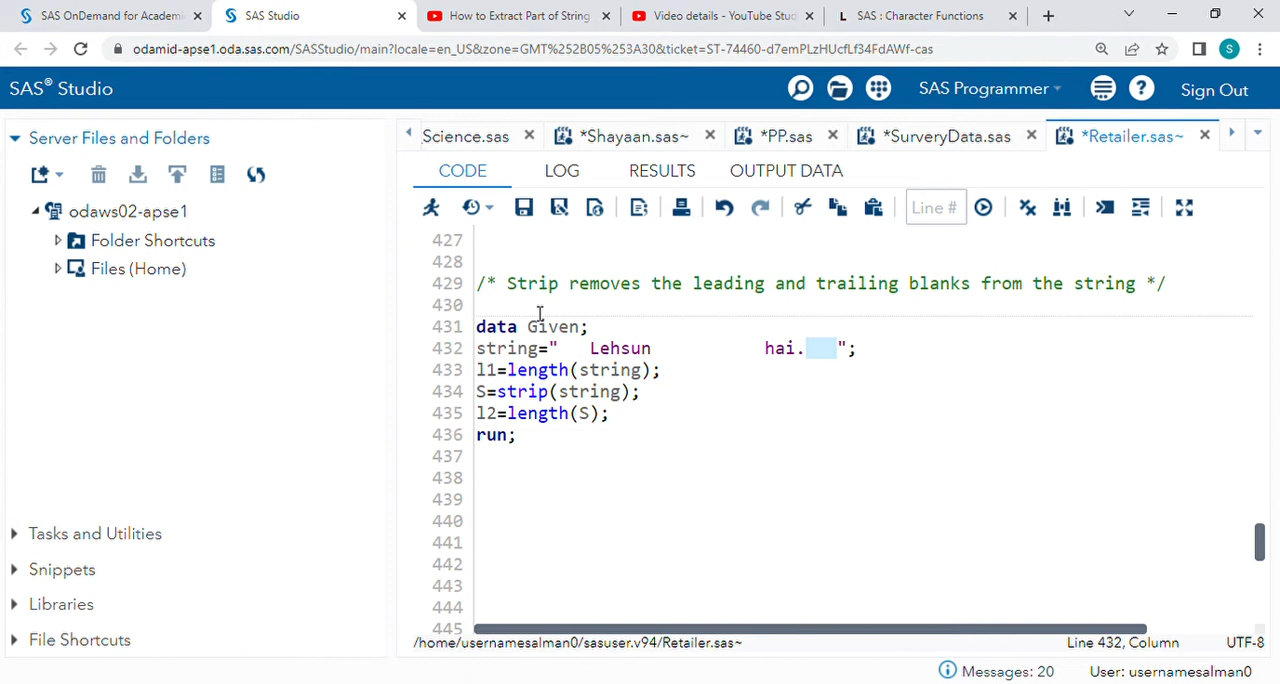 SAS OnDemand for Academi
SAS Studio
How to Extract Part of String
Video details - YouTube Stud
SAS : Character Functions
odamid-apse1.oda.sas.com/SASStudio/main?locale=en_US&zone=GMT%252B05%253A30&ticket=ST-74460-d7emPLzHUcfLf34FdAWf-cas
S
SAS® Studio
SAS Programmer
Sign Out
Server Files and Folders
odaws02-apse1
Folder Shortcuts
Files (Home)
Tasks and Utilities
Snippets
Libraries
File Shortcuts
Science.sas
*Shayaan.sas~
*PP.sas
*SurveryData.sas
*Retailer.sas~
CODE LOG RESULTS OUTPUT DATA
Line #
427
428
429 /* Strip removes the leading and trailing blanks from the string */
430
431 data Given;
432 string="   Lehsun           hai.   ";
433 l1=length(string);
434 S=strip(string);
435 l2=length(S);
436 run;
437
438
439
440
441
442
443
444
445
/home/usernamesalman0/sasuser.v94/Retailer.sas~
Line 432, Column
UTF-8
Messages: 20
User: usernamesalman0